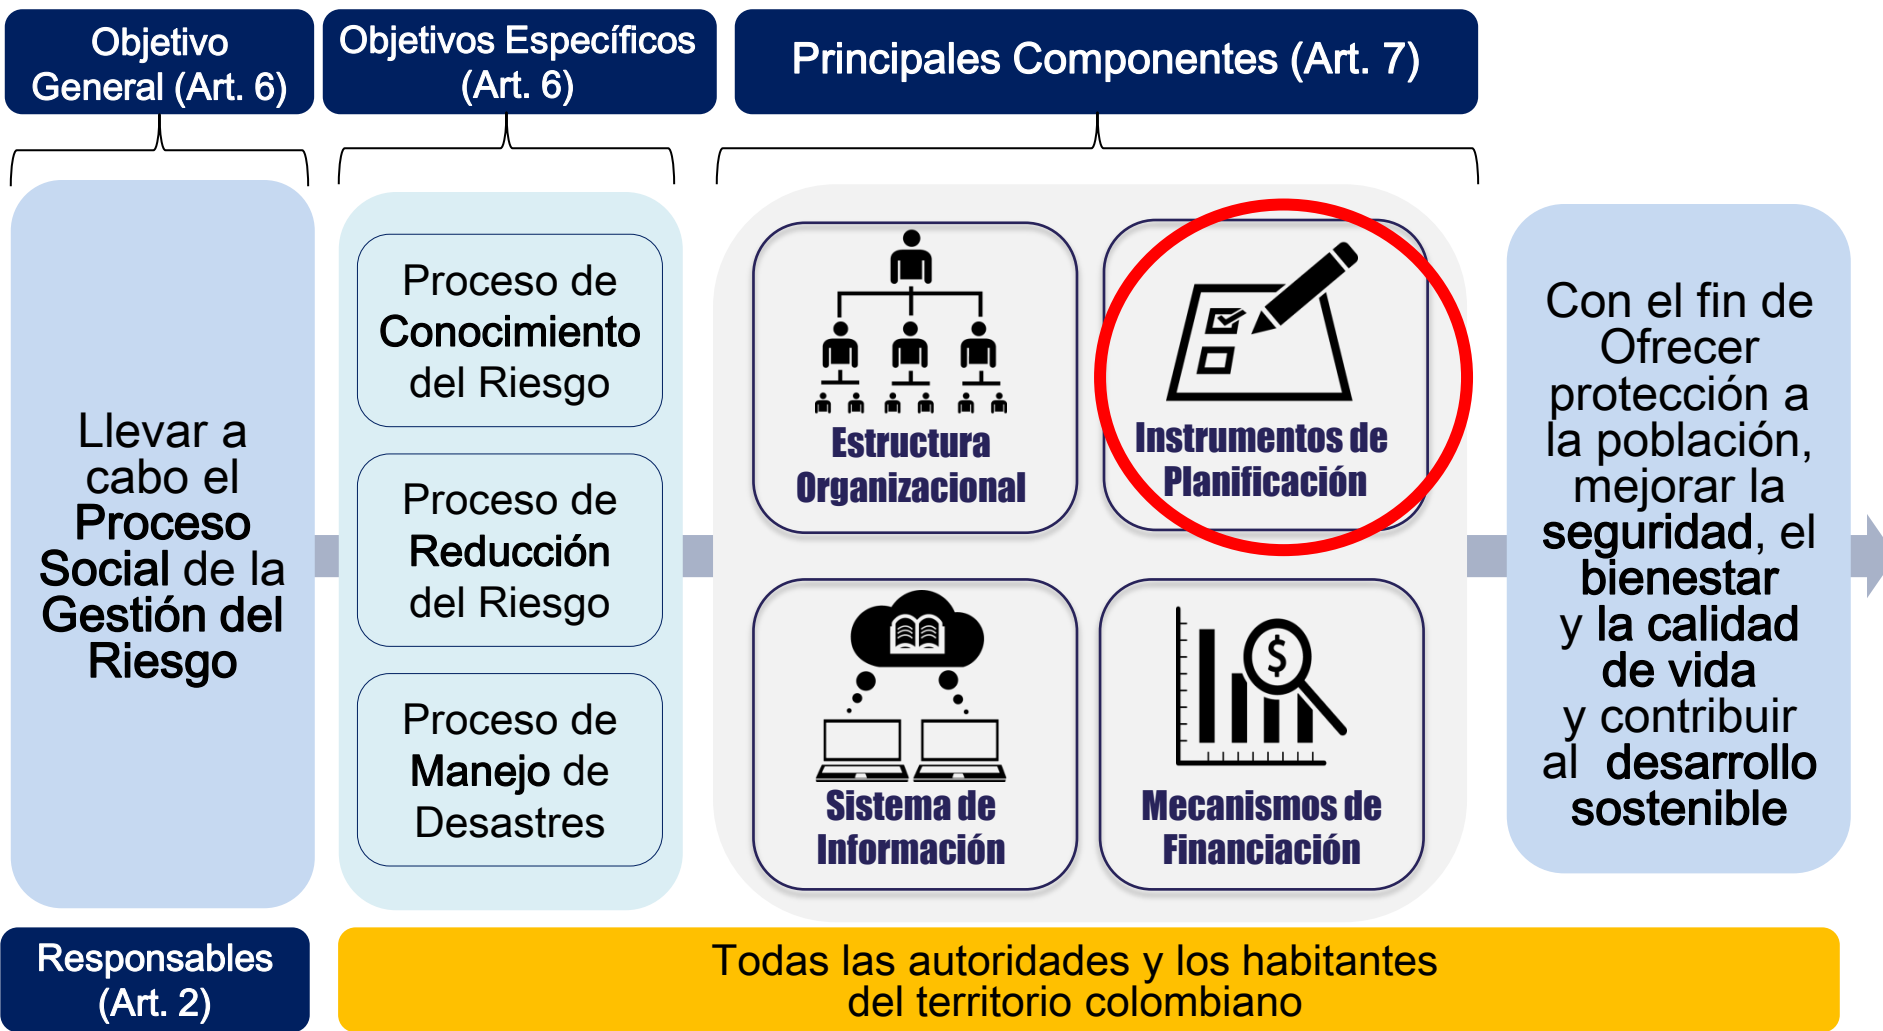 Objetivo
General (Art. 6)
Objetivos Específicos
(Art. 6)
Principales Componentes (Art. 7)
Llevar a
cabo el
Proceso
Social de la
Gestión del
Riesgo
Proceso de
Conocimiento
del Riesgo
Proceso de
Reducción
del Riesgo
Proceso de
Manejo de
Desastres
Estructura
Organizacional
Instrumentos de
Planificación
Sistema de
Información
$
Mecanismos de
Financiación
Con el fin de
Ofrecer
protección a
la población,
mejorar la
seguridad, el
bienestar
y la calidad
de vida
y contribuir
al desarrollo
sostenible
Responsables
(Art. 2)
Todas las autoridades y los habitantes
del territorio colombiano